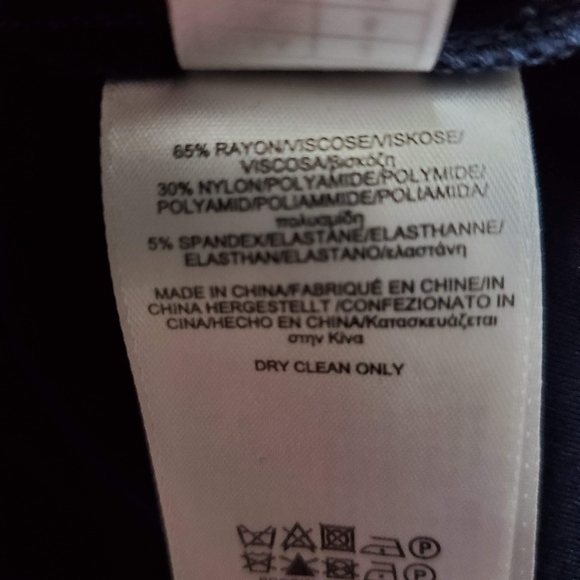 65% RAYON/VISCOSE/VISKOSE/
VISCOSA/βισκόζη
30% NYLON/POLYAMIDE/POLYMIDE/
POLYAMID/POLIAMMIDE/POLIAMIDA/
πολυαμίδη
5% SPANDEX/ELASTANE/ELASTHANNE/
ELASTHAN/ELASTANO/ελαστάνη
MADE IN CHINA/FABRIQUÉ EN CHINE/IN
CHINA HERGESTELLT /CONFEZIONATO IN
CINA/HECHO EN CHINA/Κατασκευάζεται
στην Κίνα
DRY CLEAN ONLY
P
P